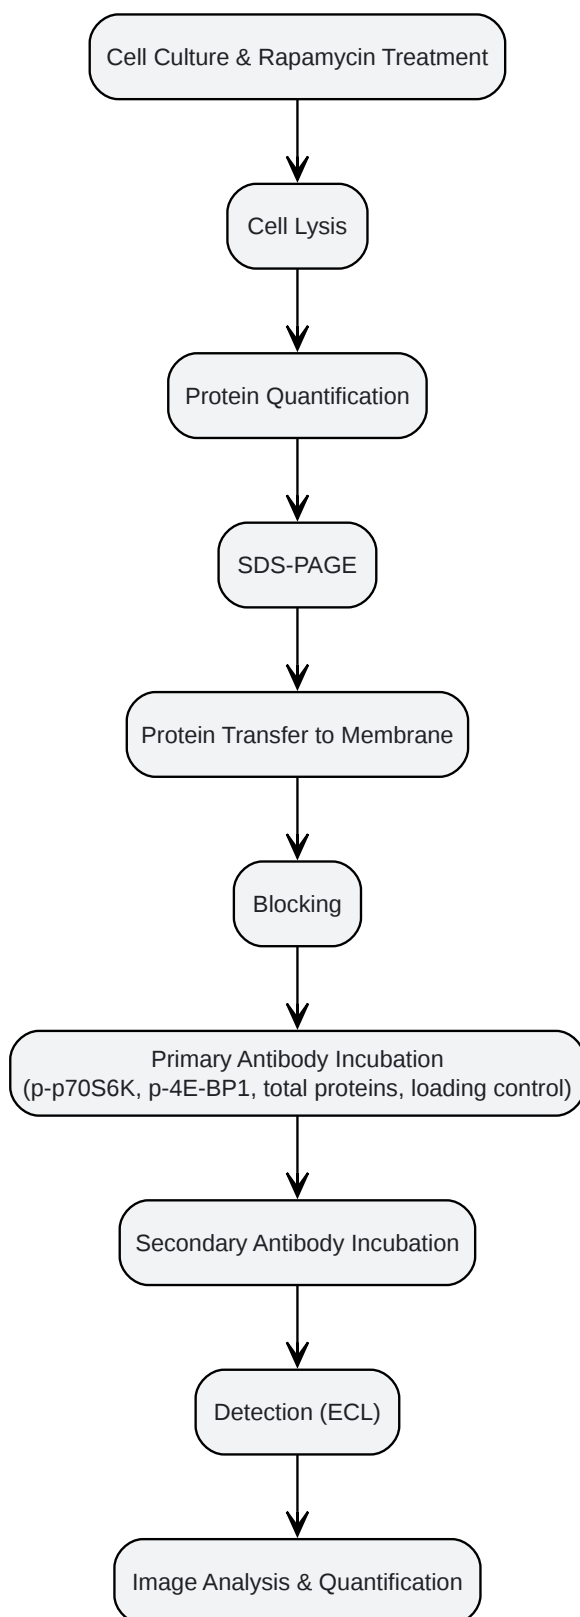 Cell Culture & Rapamycin Treatment
Cell Lysis
Protein Quantification
SDS-PAGE
Protein Transfer to Membrane
Blocking
Primary Antibody Incubation
(p-p70S6K, p-4E-BP1, total proteins, loading control)
Secondary Antibody Incubation
Detection (ECL)
Image Analysis & Quantification